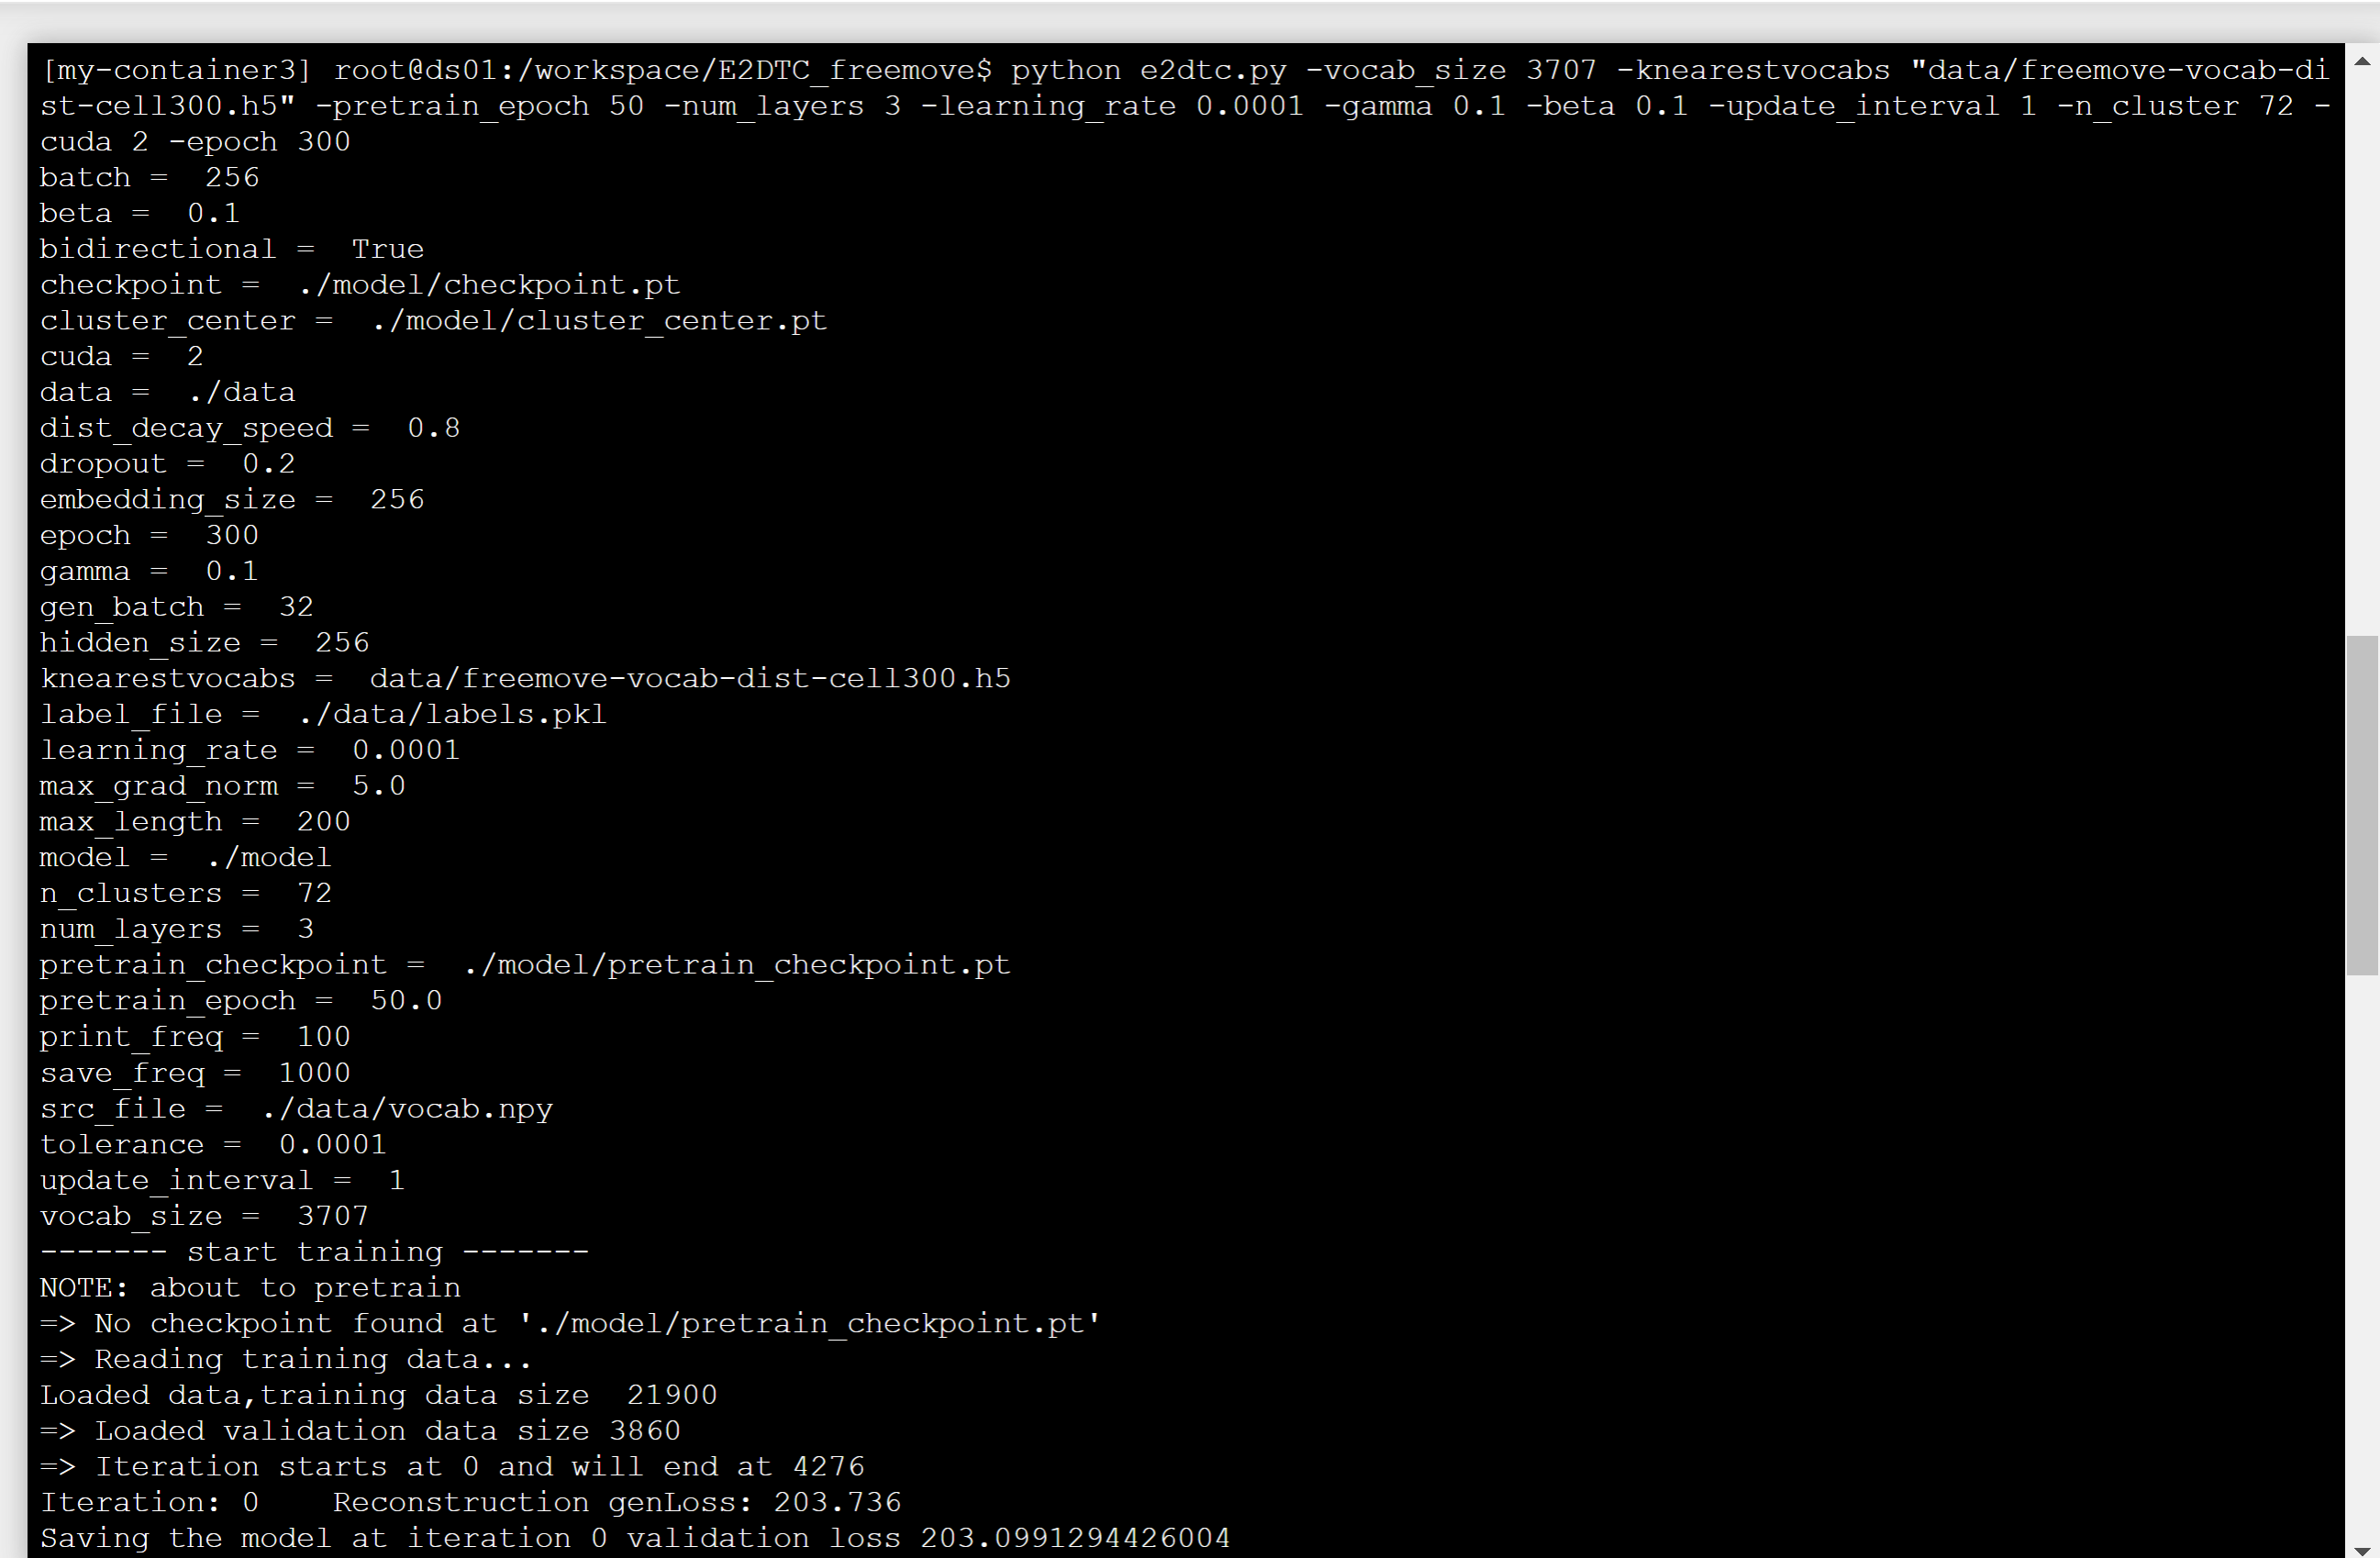 [my-container3] root@ds01:/workspace/E2DTC_freemove$ python e2dtc.py -vocab_size 3707 -knearestvocabs "data/freemove-vocab-di
st-cell300.h5" -pretrain_epoch 50 -num_layers 3 -learning_rate 0.0001 -gamma 0.1 -beta 0.1 -update_interval 1 -n_cluster 72 -
cuda 2 -epoch 300
batch =  256
beta =  0.1
bidirectional =  True
checkpoint =  ./model/checkpoint.pt
cluster_center =  ./model/cluster_center.pt
cuda =  2
data =  ./data
dist_decay_speed =  0.8
dropout =  0.2
embedding_size =  256
epoch =  300
gamma =  0.1
gen_batch =  32
hidden_size =  256
knearestvocabs =  data/freemove-vocab-dist-cell300.h5
label_file =  ./data/labels.pkl
learning_rate =  0.0001
max_grad_norm =  5.0
max_length =  200
model =  ./model
n_clusters =  72
num_layers =  3
pretrain_checkpoint =  ./model/pretrain_checkpoint.pt
pretrain_epoch =  50.0
print_freq =  100
save_freq =  1000
src_file =  ./data/vocab.npy
tolerance =  0.0001
update_interval =  1
vocab_size =  3707
------- start training -------
NOTE: about to pretrain
=> No checkpoint found at './model/pretrain_checkpoint.pt'
=> Reading training data...
Loaded data,training data size  21900
=> Loaded validation data size 3860
=> Iteration starts at 0 and will end at 4276
Iteration: 0    Reconstruction genLoss: 203.736
Saving the model at iteration 0 validation loss 203.0991294426004